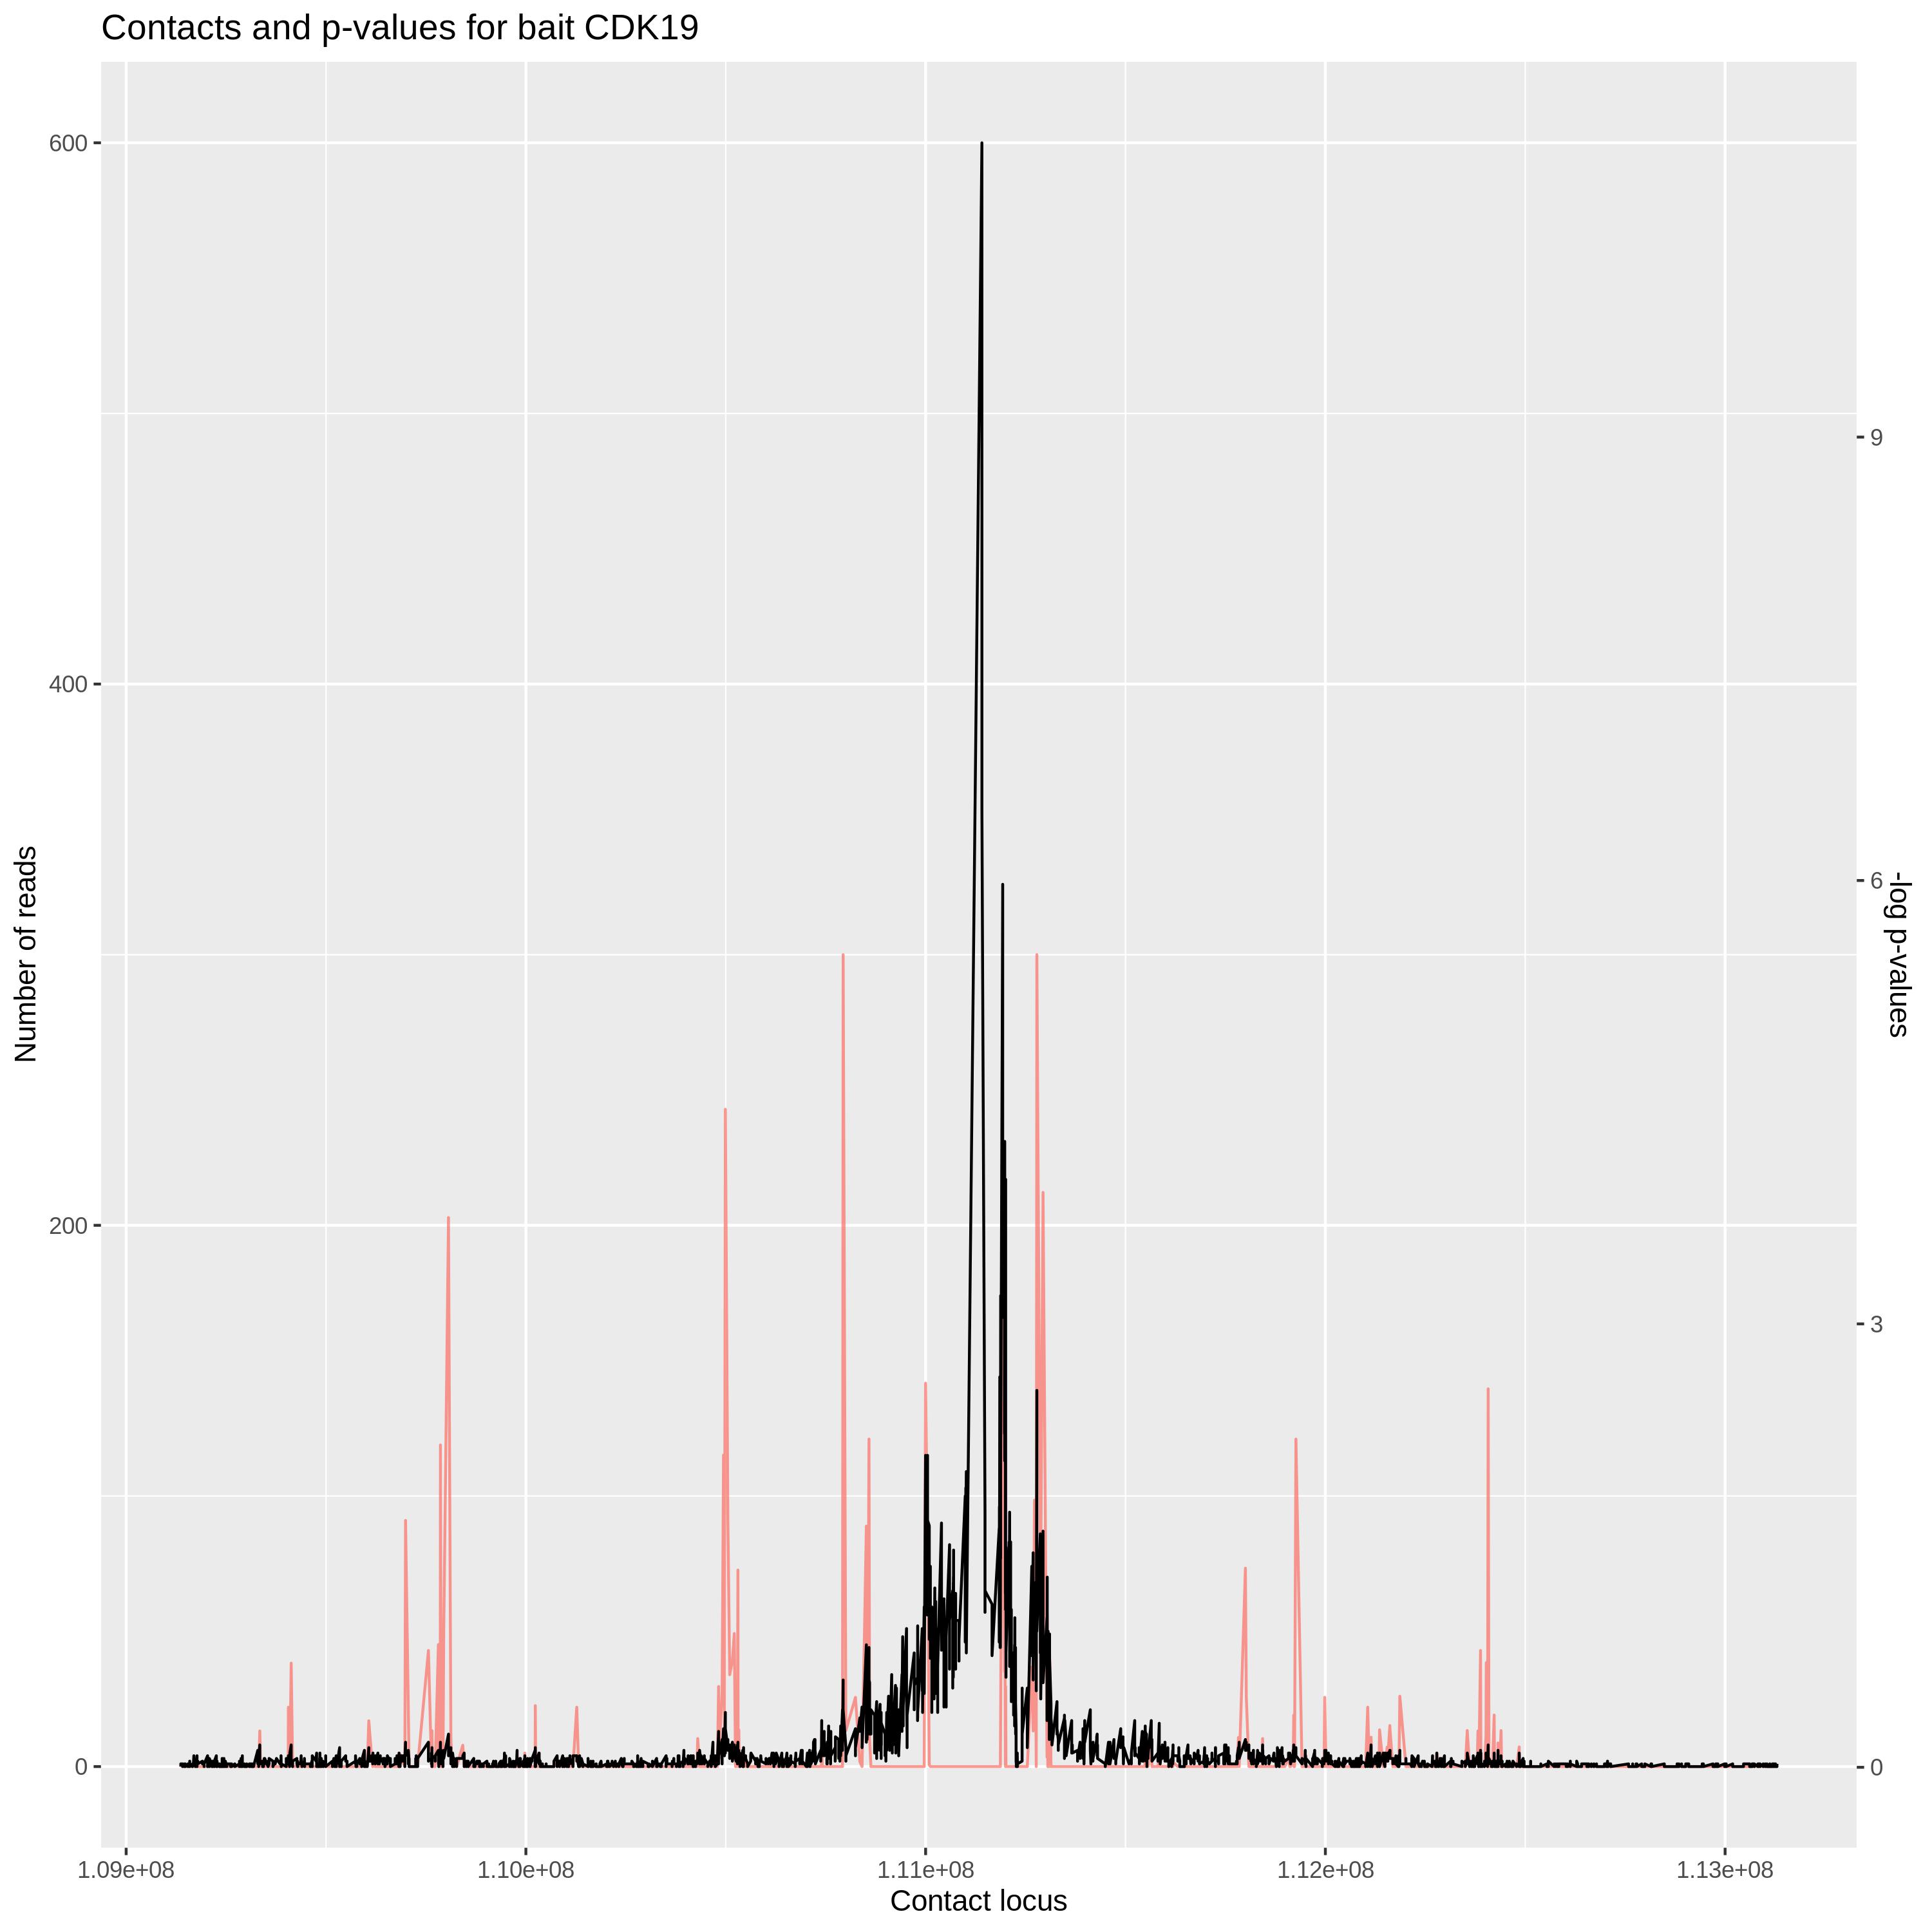 Contacts and p-values for bait CDK19
600
400
200
0
Number of reads
9
6
3
0
-log p-values
1.09e+08
1.10e+08
1.11e+08
1.12e+08
1.13e+08
Contact locus